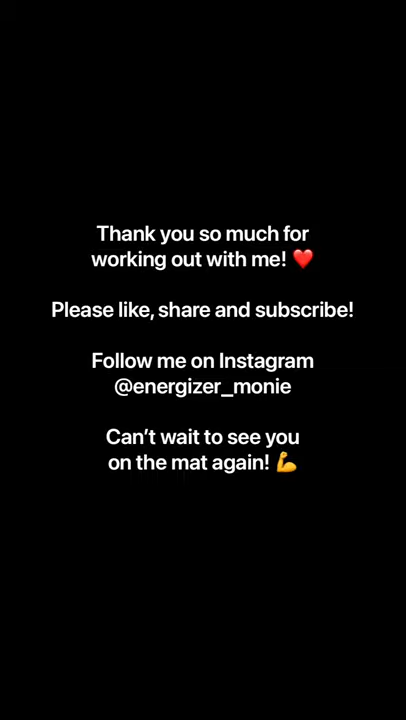 Thank you so much for
working out with me! ❤️
Please like, share and subscribe!
Follow me on Instagram
@energizer_monie
Can’t wait to see you
on the mat again! 💪